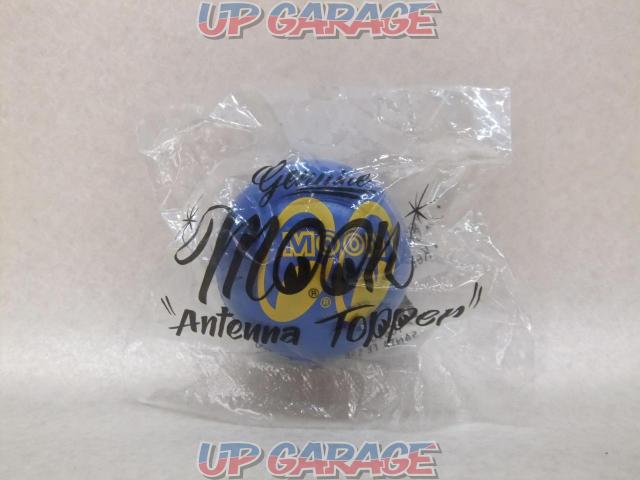 UP GARAGE
Genuine
MOON
MOON
® ®
"Antenna Topper"
UP GARAGE